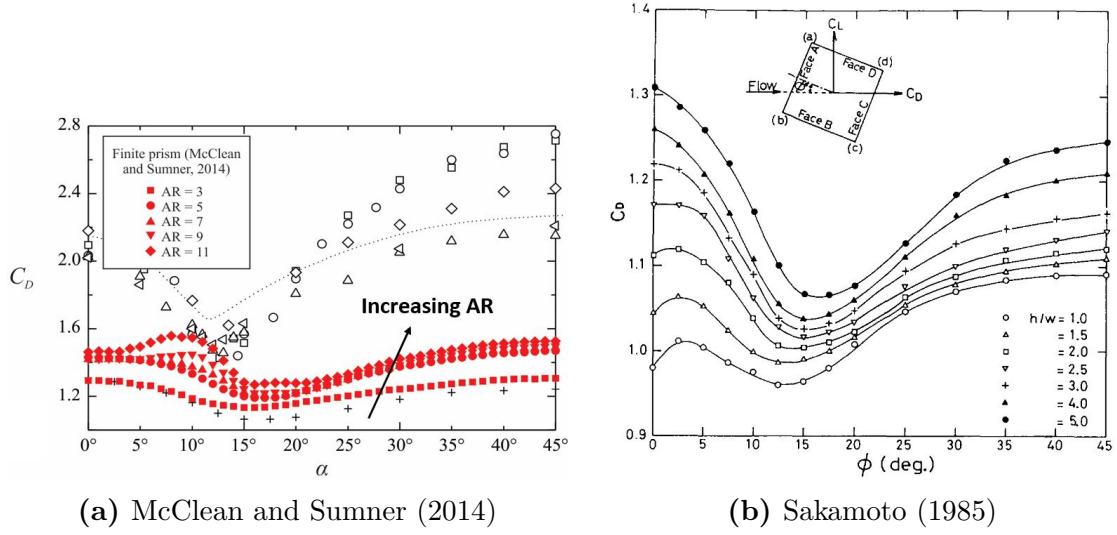 2.8
2.4
2.0
1.6
1.2
C_D
Finite prism (McClean
and Sumner, 2014)
AR = 3
AR = 5
AR = 7
AR = 9
AR = 11
Increasing AR
0° 5° 10° 15° 20° 25° 30° 35° 40° 45°
α
(a) McClean and Sumner (2014)
1.4
1.3
1.2
1.1
1.0
0.9
C_D
C_L
(a)
Face A
Face D
(d)
Flow
C_D
(b)
Face B
Face C
(c)
h/w = 1.0
= 1.5
= 2.0
= 2.5
= 3.0
= 4.0
= 5.0
0 5 10 15 20 25 30 35 40 45
ϕ (deg.)
(b) Sakamoto (1985)